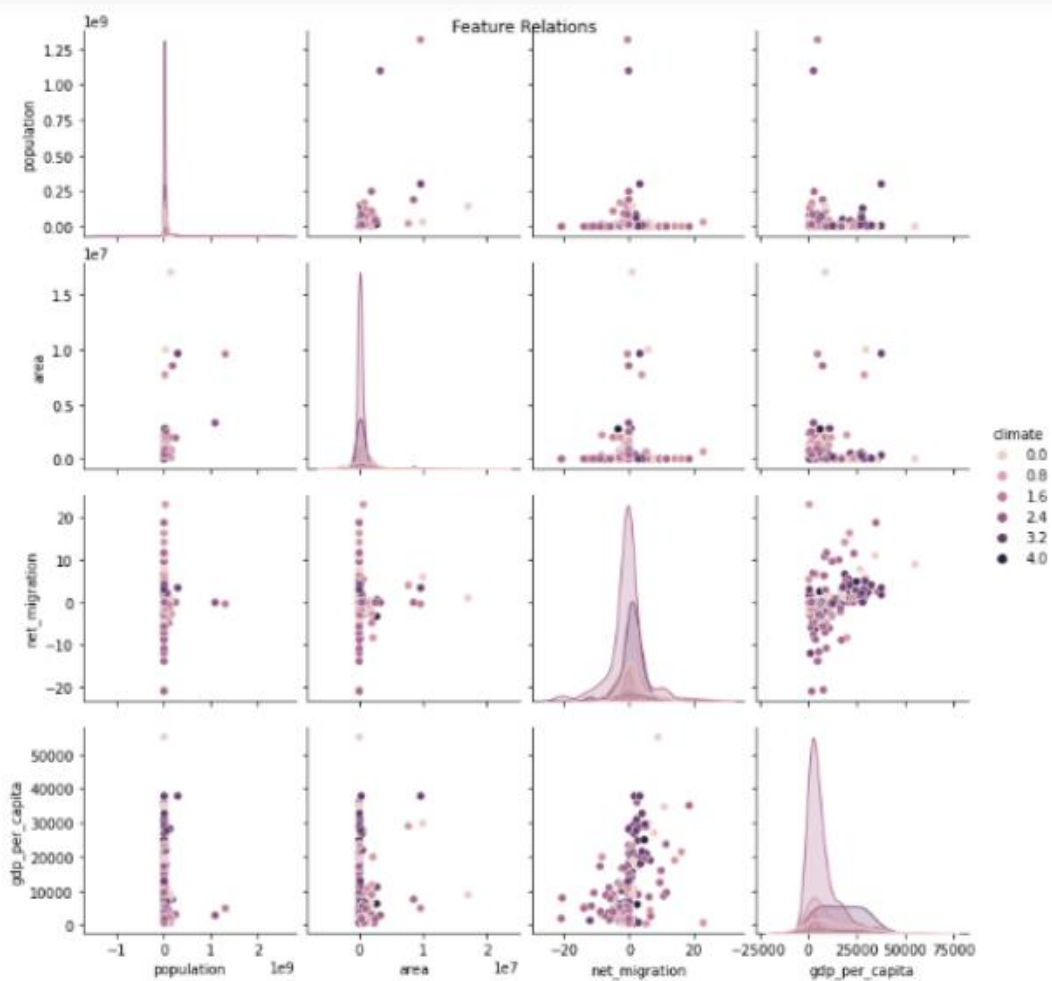 Feature Relations
1e9
1.25
1.00
0.75
0.50
0.25
0.00
population
1e7
1.5
1.0
0.5
0.0
area
climate
0.0
0.8
1.6
2.4
3.2
4.0
20
10
0
−10
−20
net_migration
50000
40000
30000
20000
10000
0
gdp_per_capita
−1 0 1 2 1e9
population
0 1 2 1e7
area
−20 0 20
net_migration
−25000 0 25000 50000 75000
gdp_per_capita